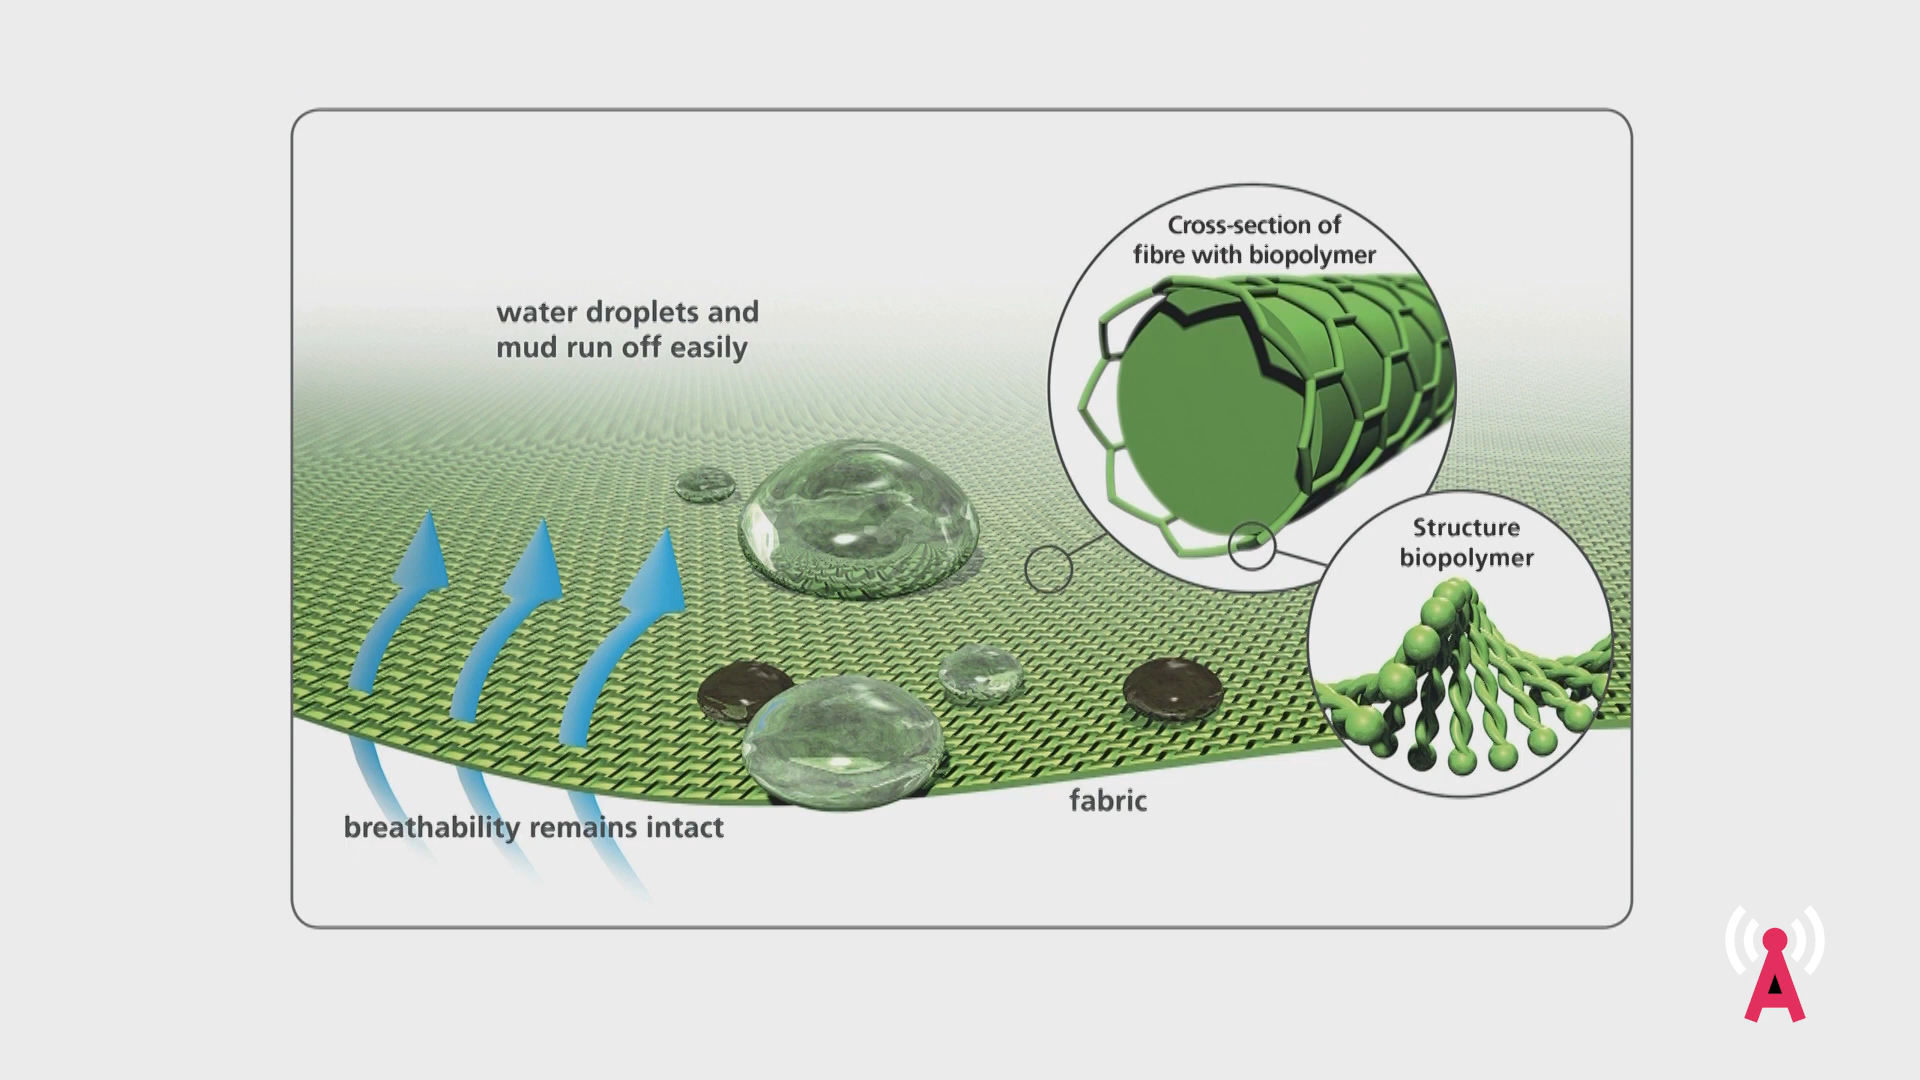 Cross-section of
fibre with biopolymer
water droplets and
mud run off easily
Structure
biopolymer
fabric
breathability remains intact